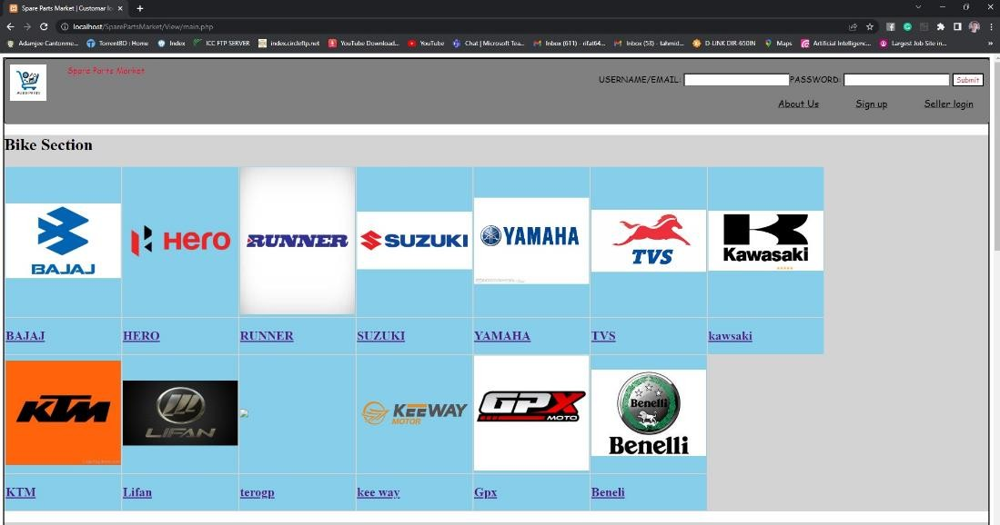 Spare Parts Market | Customar lo
localhost/SparePartsMarket/View/main.php
Adamjee Cantonme... TorrentBD : Home Index ICC FTP SERVER index.circleftp.net YouTube Download... YouTube Chat | Microsoft Tea... Inbox (611) - rifat64... Inbox (53) - tahmid... D-LINK DIR-650IN Maps Artificial Intelligenc... Largest Job Site in...
AUTO PARTS
Spare Parts Market
USERNAME/EMAIL: PASSWORD: Submit
About Us Sign up Seller login
Bike Section
BAJAJ Hero RUNNER SUZUKI YAMAHA TVS Kawasaki
BAJAJ HERO RUNNER SUZUKI YAMAHA TVS kawsaki
KTM LIFAN KEEWAY MOTOR GPX MOTO Benelli Benelli
KTM Lifan terogp kee way Gpx Beneli